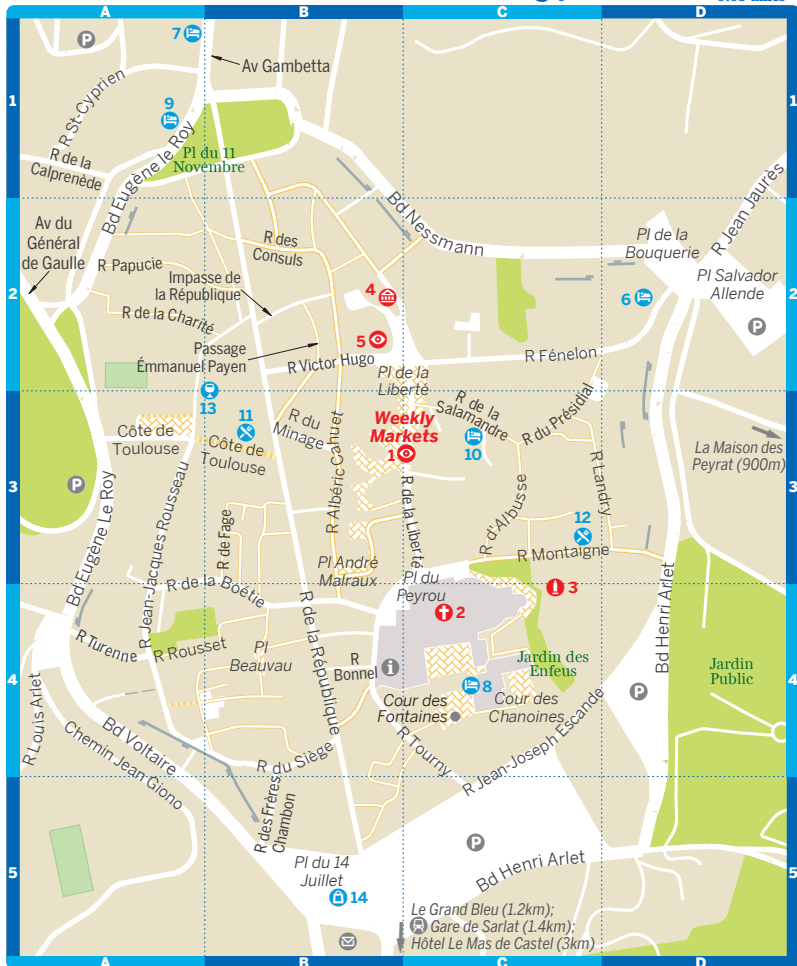 A
B
C
D
7
P
Av Gambetta
1
1
R St-Cyprien
9
R de la
Calprenède
Bd Eugène le Roy
Pl du 11
Novembre
Bd Nessmann
R Jean Jaurès
Av du
Général
de Gaulle
R des
Consuls
Pl de la
Bouquerie
R Papucie
Impasse de
la République
Pl Salvador
Allende
2
4
6
2
R de la Charité
5
P
Passage
Émmanuel Payen
R Victor Hugo
R Fénelon
Pl de la
Liberté
13
11
R du
Minage
Weekly
Markets
R de la
Salamandre
R du Présidial
Côte de
Toulouse
Côte de
Toulouse
R Albéric Cahuet
10
La Maison des
Peyrat (900m)
1
3
3
P
R Jean-Jacques Rousseau
R de Fage
R de la Liberté
R d'Albusse
R Landry
12
Bd Eugène Le Roy
Pl André
Malraux
R Montaigne
R de la Boétie
Pl du
Peyrou
3
2
Bd Henri Arlet
R Turenne
R Rousset
Pl
Beauvau
R de la République
R
Bonnel
i
Jardin des
Enfeus
Jardin
Public
4
4
8
P
R Louis Arlet
Cour des
Fontaines
Cour des
Chanoines
Bd Voltaire
Chemin Jean Giono
R du Siège
R Tourny
R Jean-Joseph Escande
R des Frères
Chambon
P
Pl du 14
Juillet
Bd Henri Arlet
5
5
14
Le Grand Bleu (1.2km);
Gare de Sarlat (1.4km);
Hôtel Le Mas de Castel (3km)
A
B
C
D